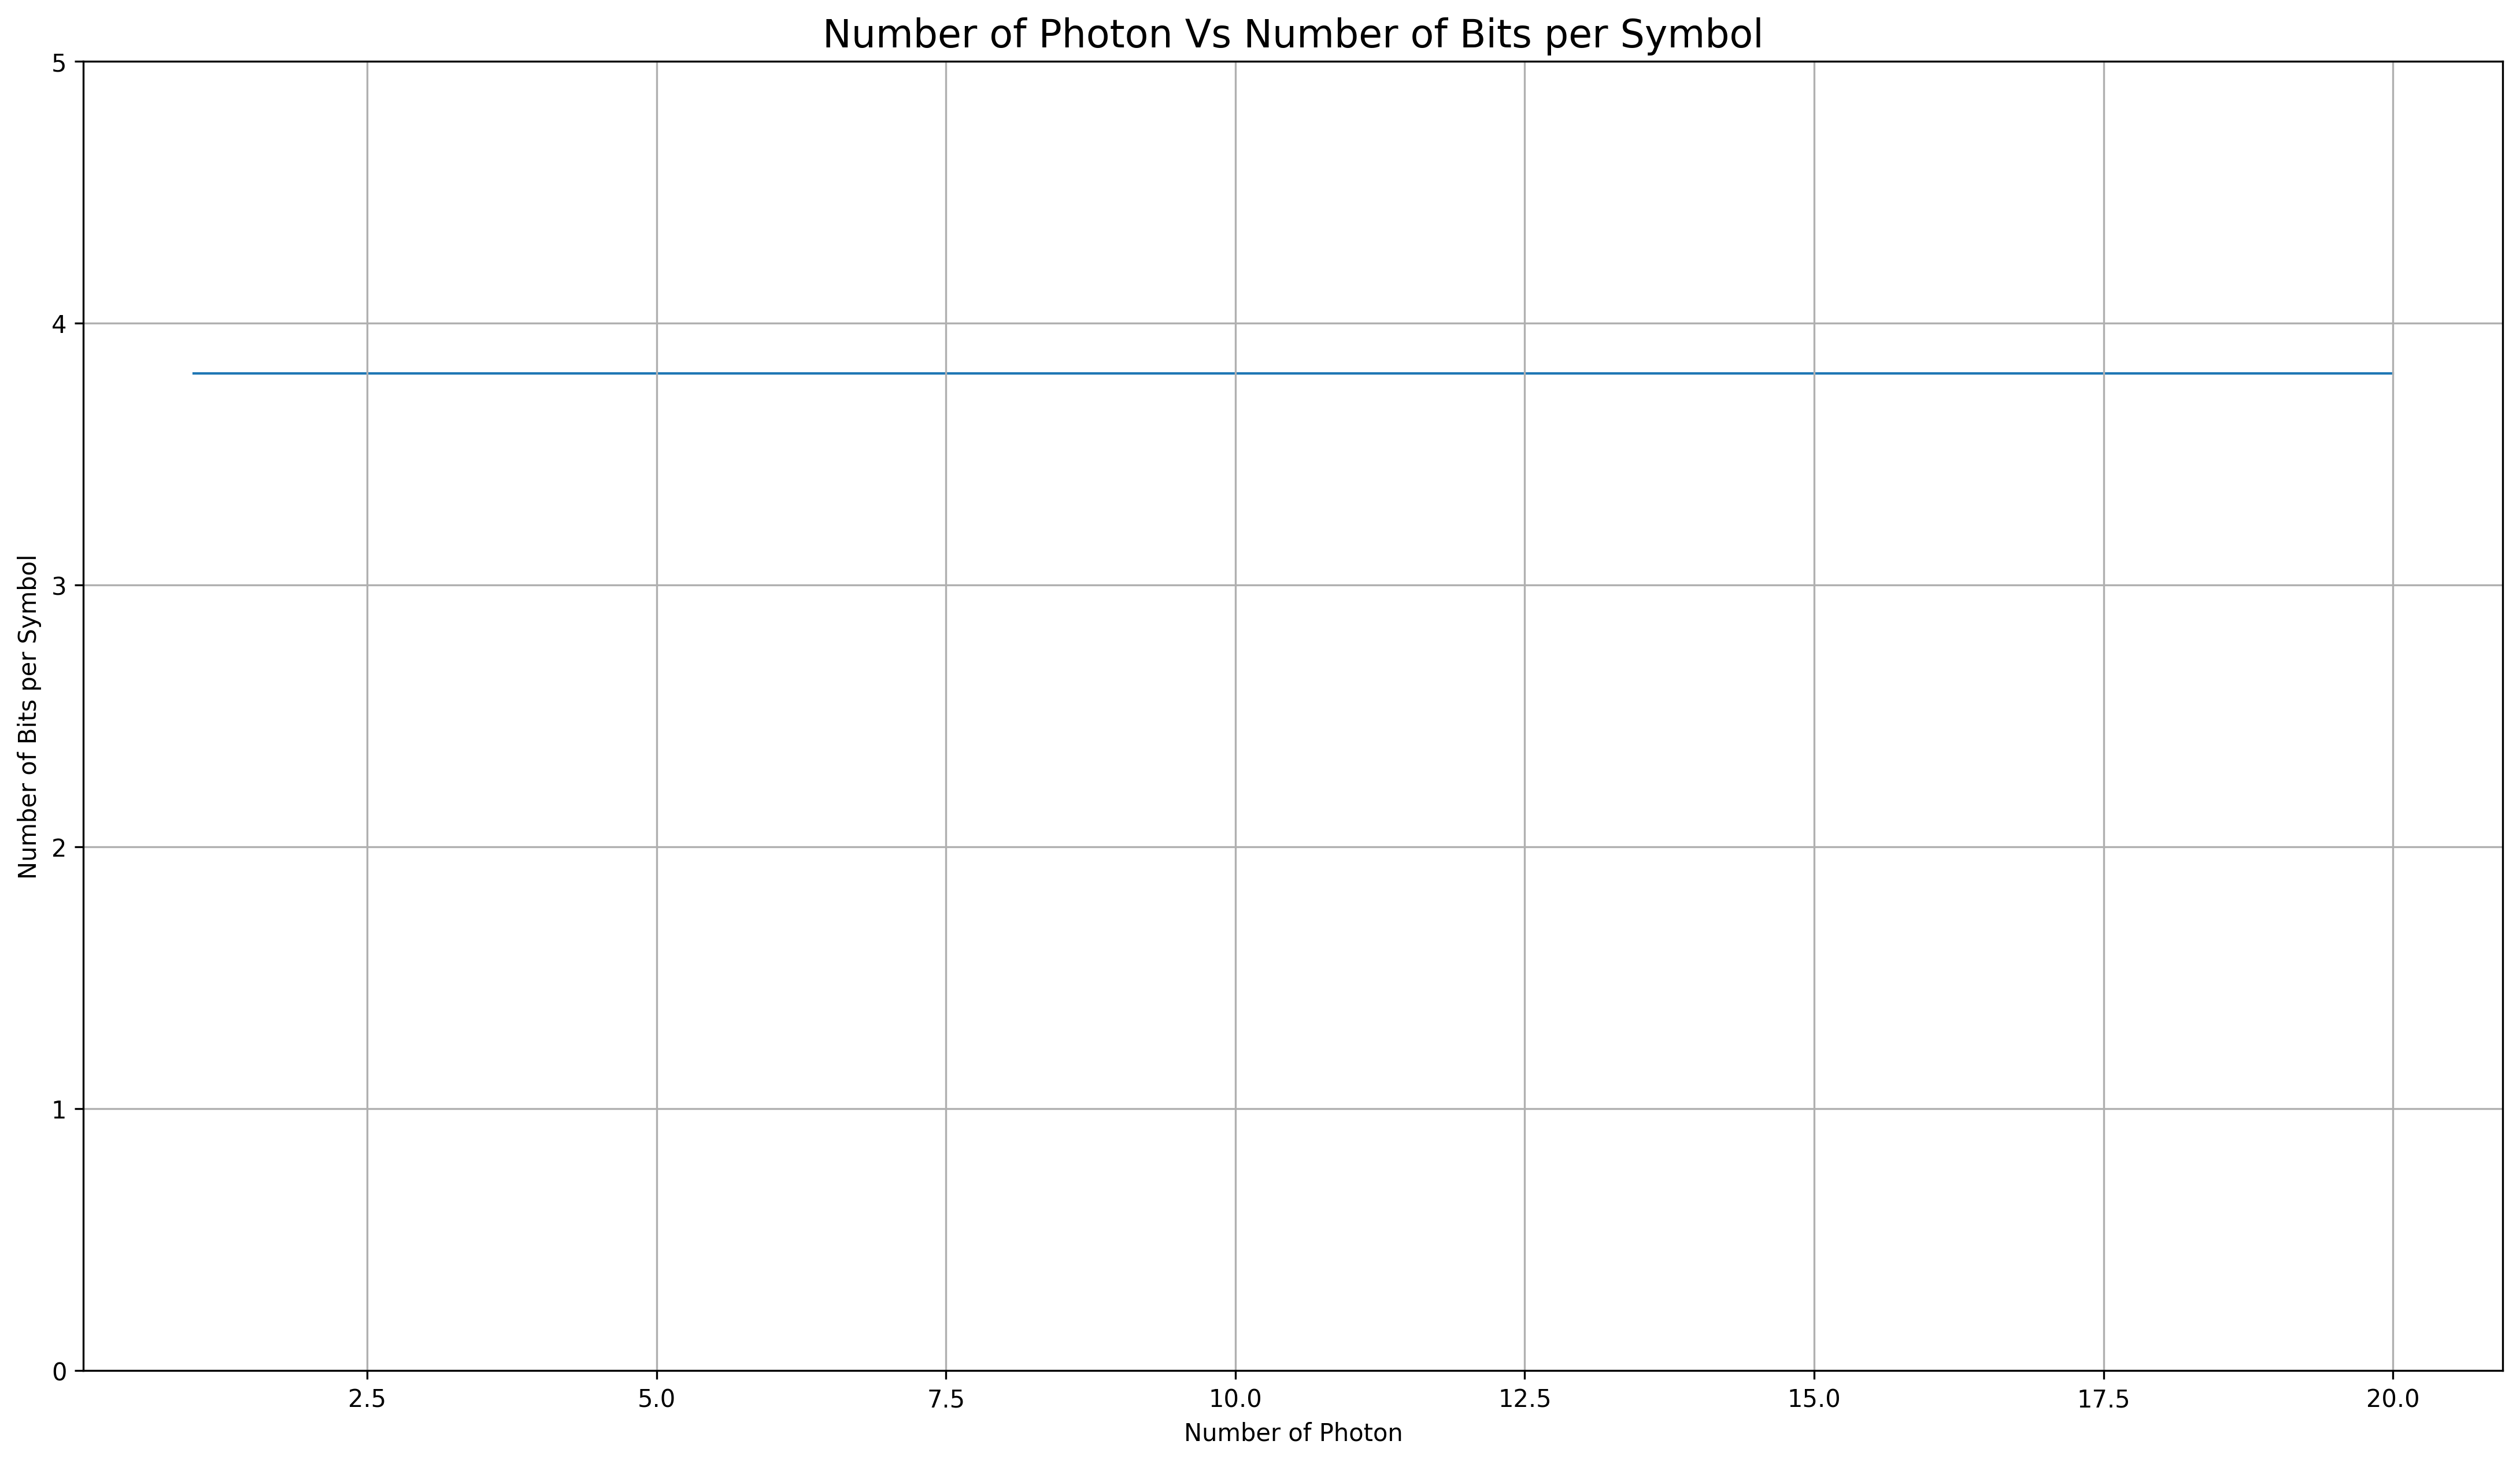 Number of Photon Vs Number of Bits per Symbol
5
4
3
2
1
0
Number of Bits per Symbol
2.5 5.0 7.5 10.0 12.5 15.0 17.5 20.0
Number of Photon